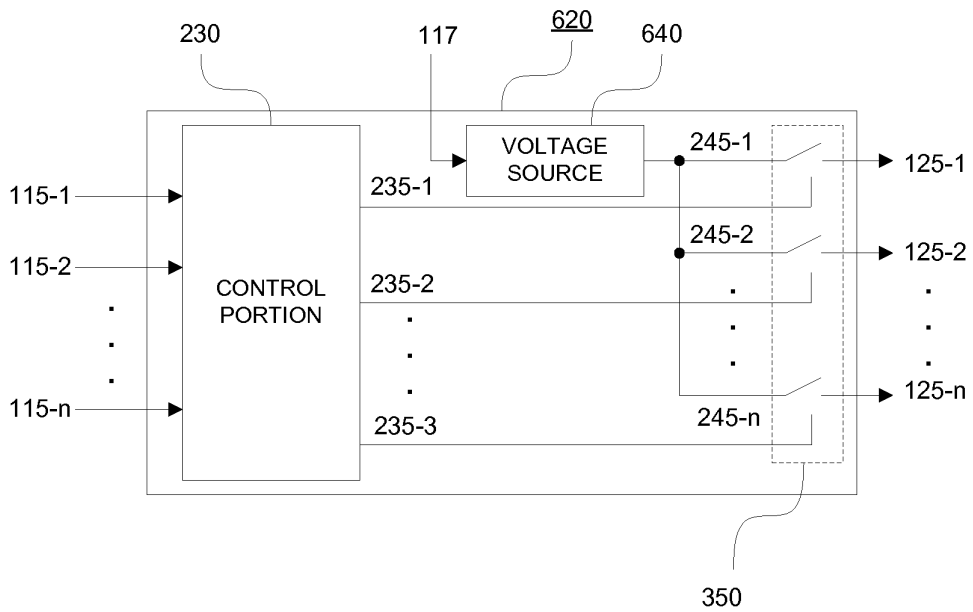 230
117
620
640
VOLTAGE
SOURCE
245-1
125-1
115-1
235-1
245-2
125-2
115-2
235-2
CONTROL
PORTION
115-n
235-3
245-n
125-n
350